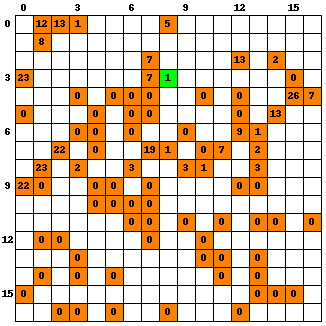 0 3 6 9 12 15
0 12 13 1 5
8
7 13 2
3 23 7 1 0
0 0 0 0 0 0 26 7
0 0 0 0 0 13
6 0 0 0 0 9 1
22 0 19 1 0 7 2
23 2 3 3 1 3
9 22 0 0 0 0 0 0
0 0 0 0
0 0 0 0 0 0 0
12 0 0 0 0
0 0 0 0
0 0 0 0 0
15 0 0 0 0
0 0 0 0 0